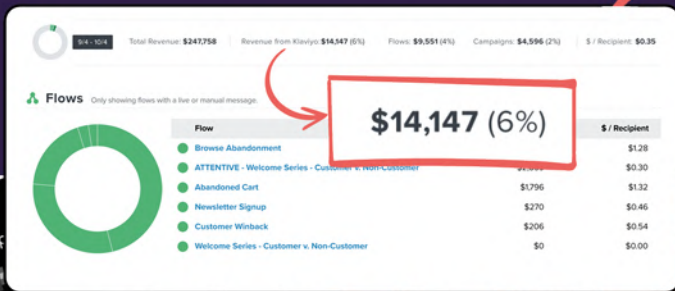 9/4 - 10/4 Total Revenue: $247,758 Revenue from Klaviyo: $14,147 (6%) Flows: $9,551 (4%) Campaigns: $4,596 (2%) $ / Recipient: $0.35
Flows Only showing flows with a live or manual message.
$14,147 (6%)
Flow $ / Recipient
Browse Abandonment $1.28
ATTENTIVE - Welcome Series - Customer v. Non-Customer $0.30
Abandoned Cart $1,796 $1.32
Newsletter Signup $270 $0.46
Customer Winback $206 $0.54
Welcome Series - Customer v. Non-Customer $0 $0.00